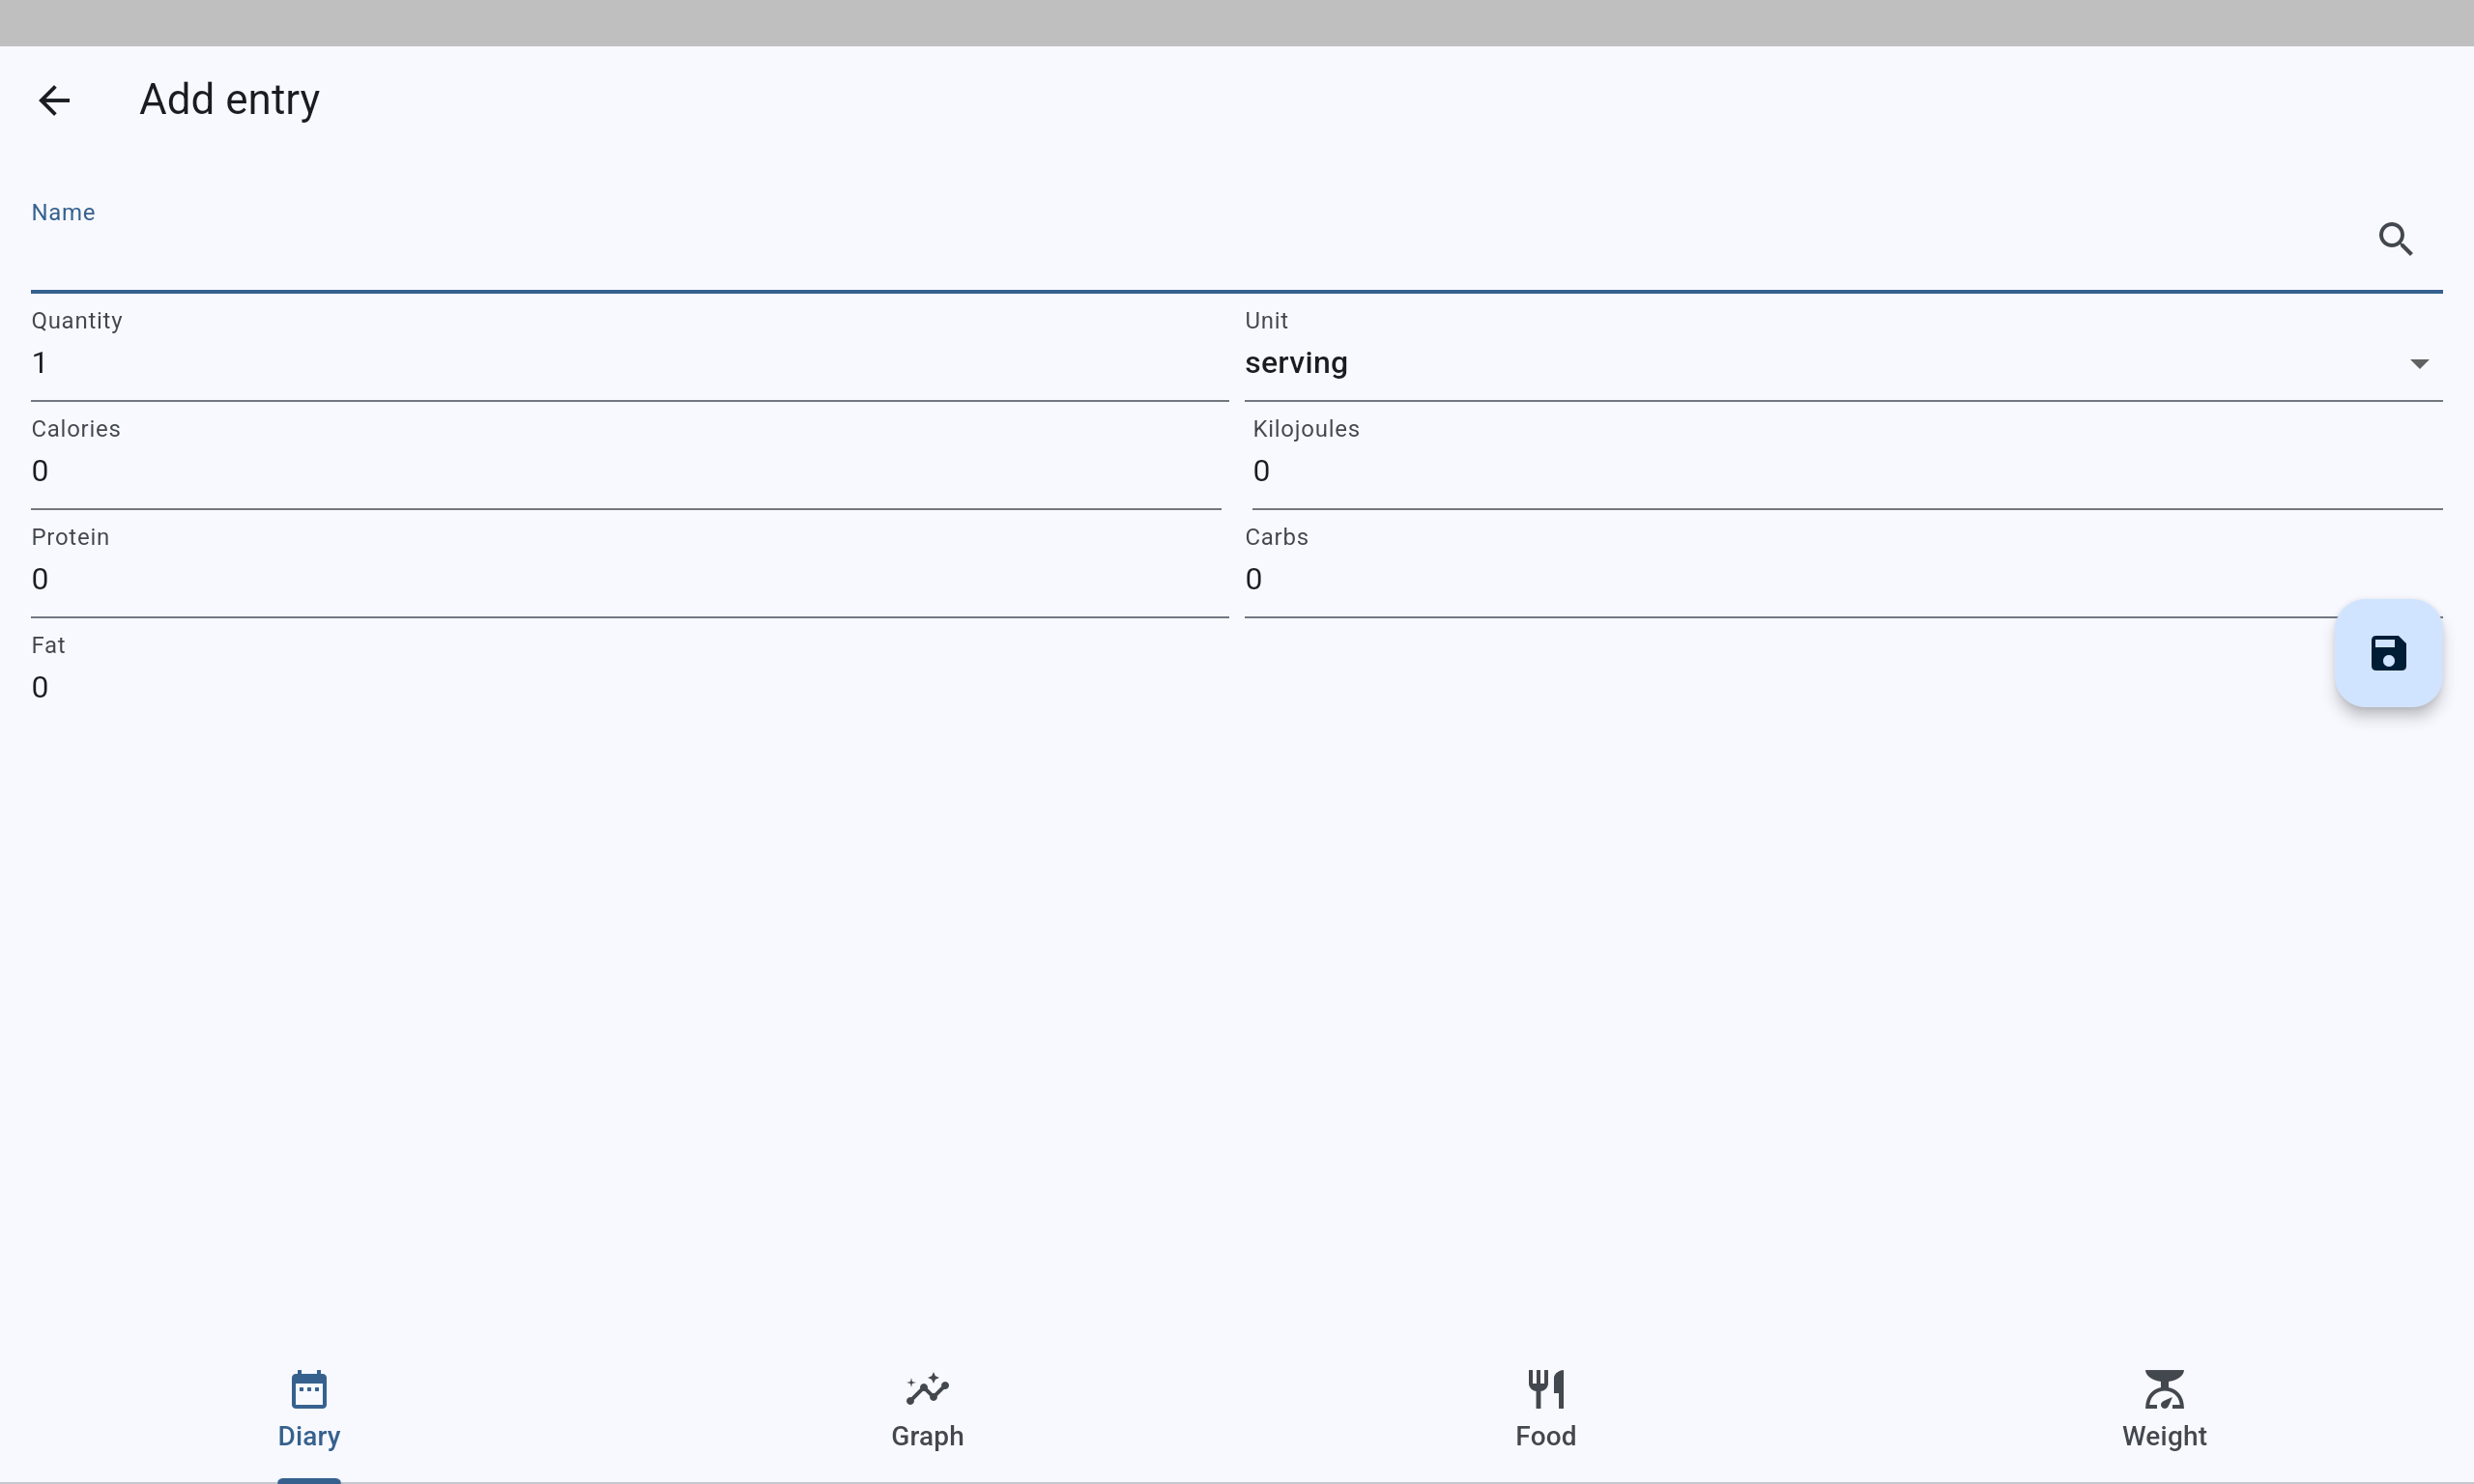 Add entry
Name
Quantity
1
Unit
serving
Calories
0
Kilojoules
0
Protein
0
Carbs
0
Fat
0
Diary
Graph
Food
Weight